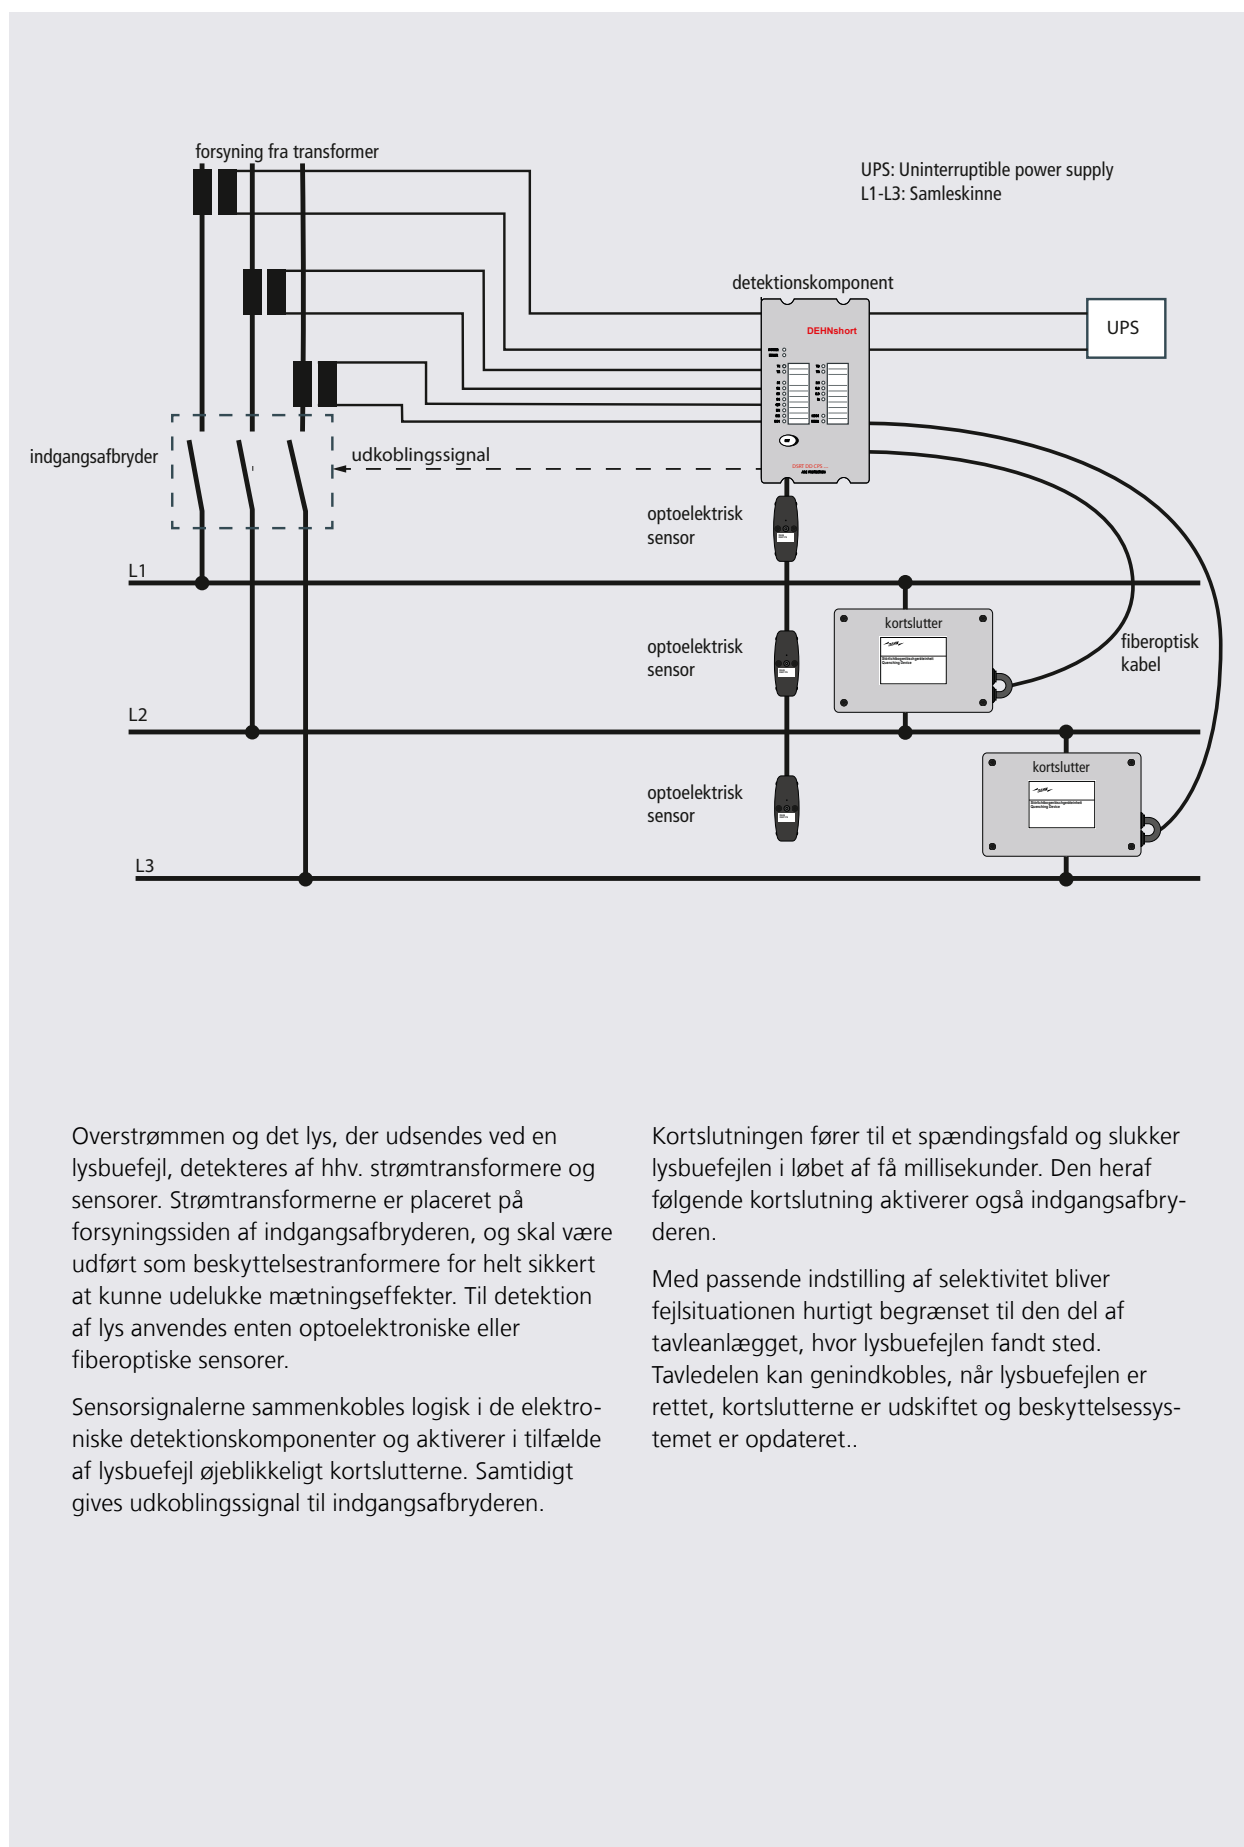 forsyning fra transformer
UPS: Uninterruptible power supply
L1-L3: Samleskinne
detektionskomponent
DEHNshort
UPS
indgangsafbryder
udkoblingssignal
optoelektrisk
sensor
L1
kortslutter
Quenching Device
optoelektrisk
sensor
fiberoptisk
kabel
L2
kortslutter
Quenching Device
optoelektrisk
sensor
L3
Overstrømmen og det lys, der udsendes ved en
lysbuefejl, detekteres af hhv. strømtransformere og
sensorer. Strømtransformerne er placeret på
forsyningssiden af indgangsafbryderen, og skal være
udført som beskyttelsestranformere for helt sikkert
at kunne udelukke mætningseffekter. Til detektion
af lys anvendes enten optoelektroniske eller
fiberoptiske sensorer.
Sensorsignalerne sammenkobles logisk i de elektro-
niske detektionskomponenter og aktiverer i tilfælde
af lysbuefejl øjeblikkeligt kortslutterne. Samtidigt
gives udkoblingssignal til indgangsafbryderen.
Kortslutningen fører til et spændingsfald og slukker
lysbuefejlen i løbet af få millisekunder. Den heraf
følgende kortslutning aktiverer også indgangsafbry-
deren.
Med passende indstilling af selektivitet bliver
fejlsituationen hurtigt begrænset til den del af
tavleanlægget, hvor lysbuefejlen fandt sted.
Tavledelen kan genindkobles, når lysbuefejlen er
rettet, kortslutterne er udskiftet og beskyttelsessys-
temet er opdateret..